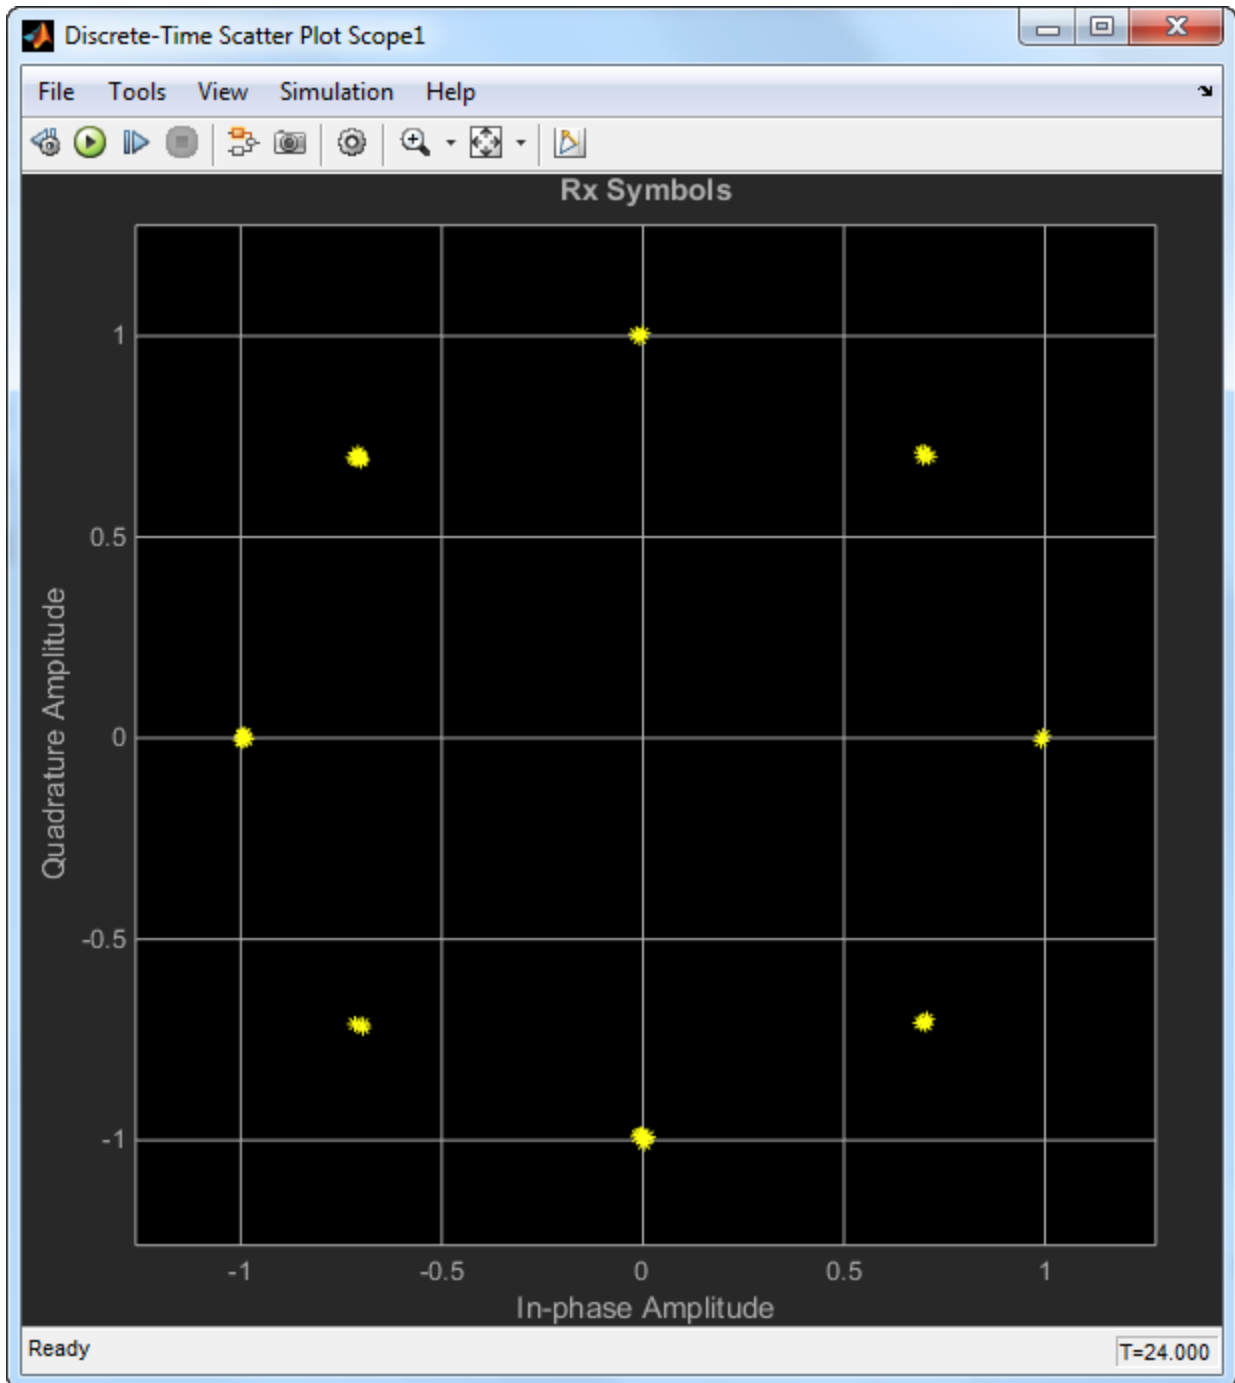 Discrete-Time Scatter Plot Scope1
File Tools View Simulation Help
Rx Symbols
1
0.5
0
-0.5
-1
Quadrature Amplitude
-1 -0.5 0 0.5 1
In-phase Amplitude
Ready T=24.000